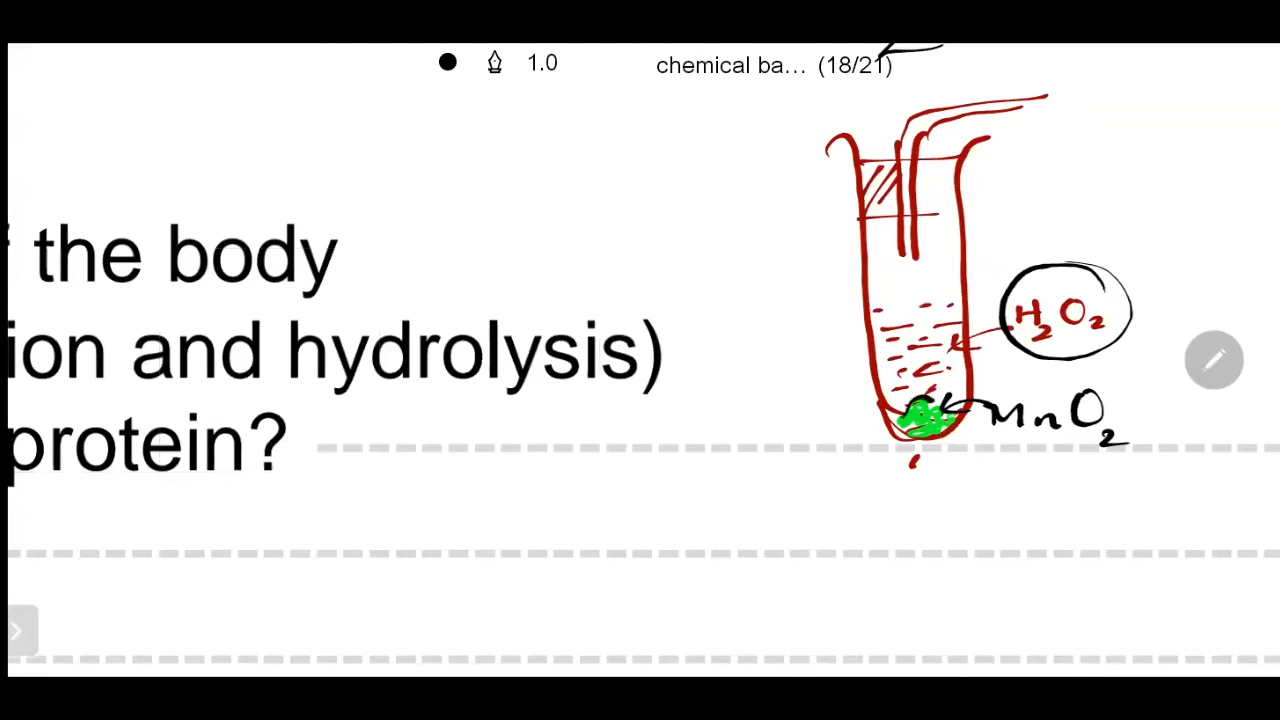 1.0 chemical ba... (18/21)
the body
ion and hydrolysis)
protein?
H2O2
MnO2